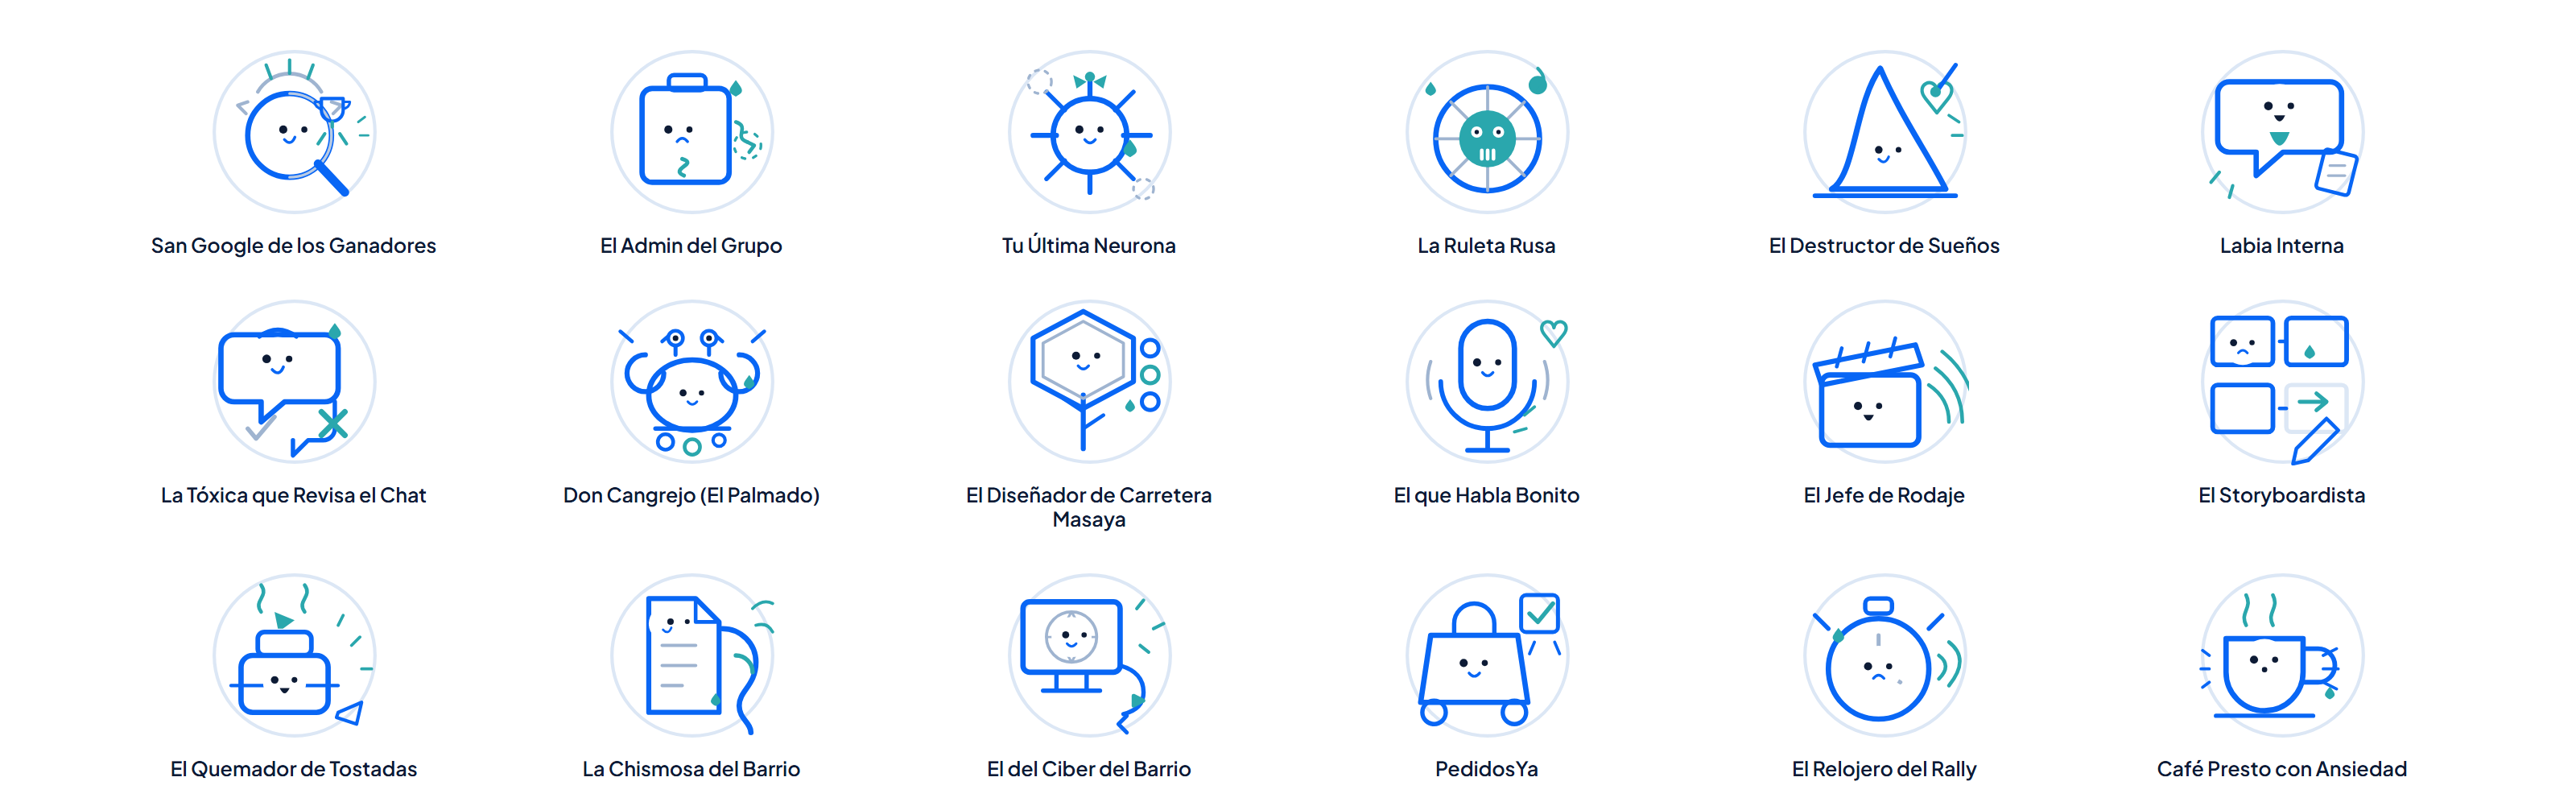 San Google de los Ganadores
El Admin del Grupo
Tu Última Neurona
La Ruleta Rusa
El Destructor de Sueños
Labia Interna
La Tóxica que Revisa el Chat
Don Cangrejo (El Palmado)
El Diseñador de Carretera
Masaya
El que Habla Bonito
El Jefe de Rodaje
El Storyboardista
El Quemador de Tostadas
La Chismosa del Barrio
El del Ciber del Barrio
PedidosYa
El Relojero del Rally
Café Presto con Ansiedad